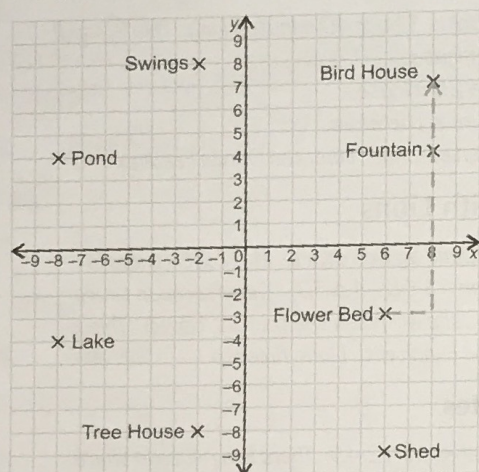 y
9
Swings
8
Bird House
7
6
5
Pond
4
Fountain
3
2
1
–9 –8 –7 –6 –5 –4 –3 –2 –1 0 1 2 3 4 5 6 7 8 9 x
–1
–2
Flower Bed
–3
Lake
–4
–5
–6
–7
Tree House
–8
–9
Shed